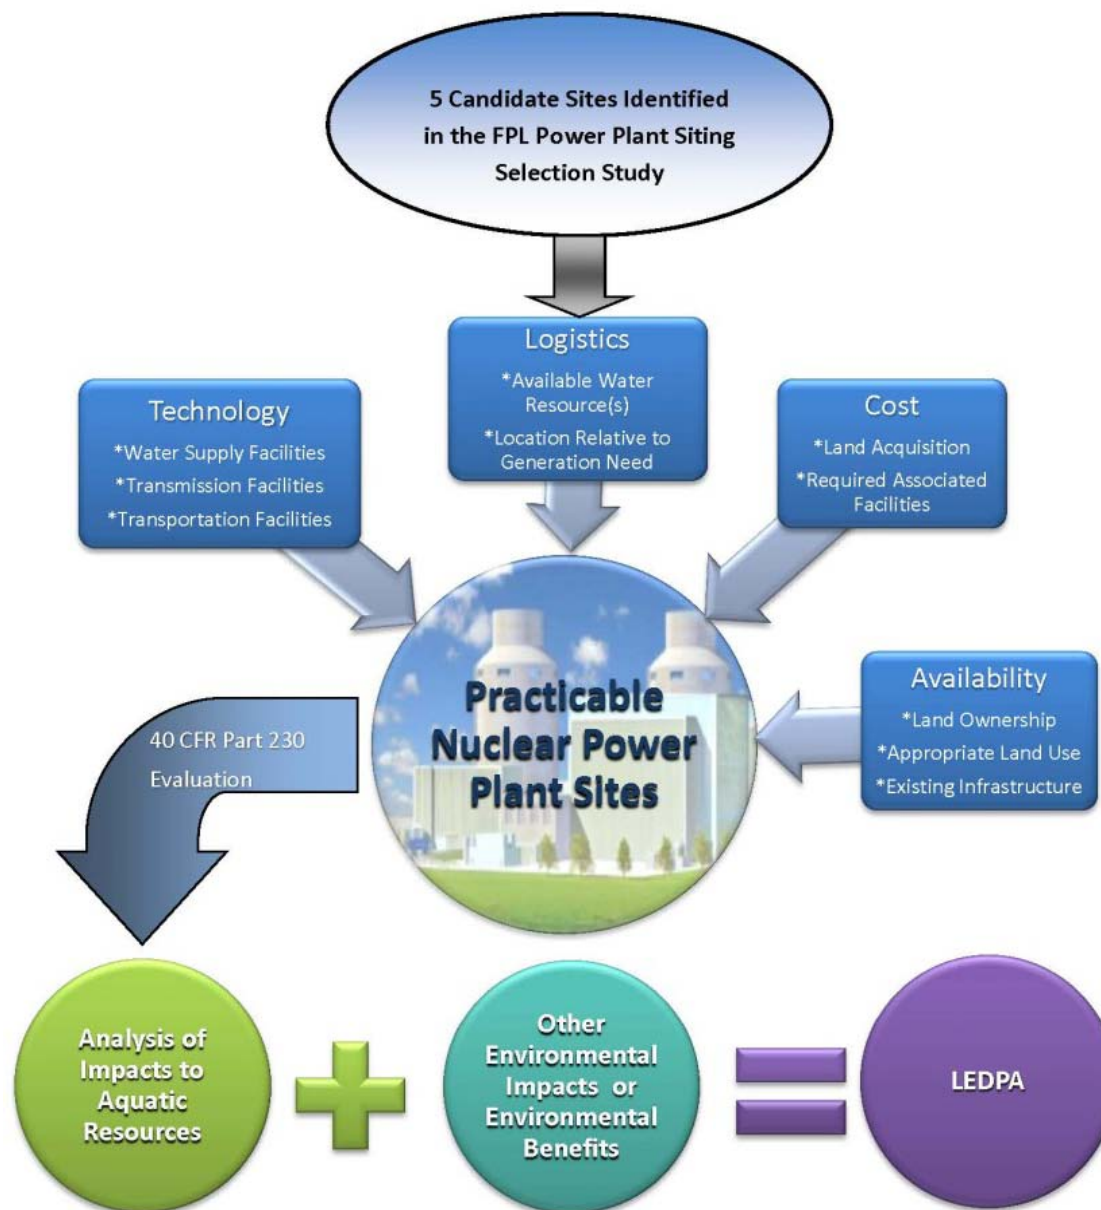 5 Candidate Sites Identified
in the FPL Power Plant Siting
Selection Study
Logistics
*Available Water
Resource(s)
*Location Relative to
Generation Need
Technology
*Water Supply Facilities
*Transmission Facilities
*Transportation Facilities
Cost
*Land Acquisition
*Required Associated
Facilities
Availability
*Land Ownership
*Appropriate Land Use
*Existing Infrastructure
Practicable
Nuclear Power
Plant Sites
40 CFR Part 230
Evaluation
Analysis of
Impacts to
Aquatic
Resources
Other
Environmental
Impacts or
Environmental
Benefits
LEDPA